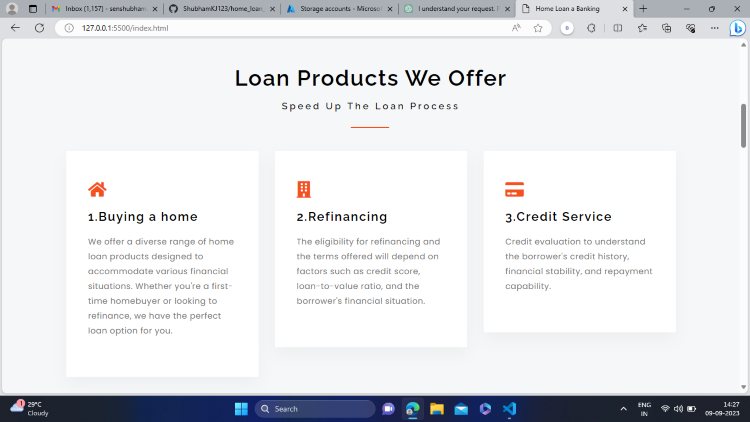 Inbox (1,157) - senshubham
ShubhamKJ123/home_loan_
Storage accounts - Microsof
I understand your request. F
Home Loan a Banking
127.0.0.1:5500/index.html
Loan Products We Offer
Speed Up The Loan Process
1.Buying a home
We offer a diverse range of home
loan products designed to
accommodate various financial
situations. Whether you're a first-
time homebuyer or looking to
refinance, we have the perfect
loan option for you.
2.Refinancing
The eligibility for refinancing and
the terms offered will depend on
factors such as credit score,
loan-to-value ratio, and the
borrower's financial situation.
3.Credit Service
Credit evaluation to understand
the borrower's credit history,
financial stability, and repayment
capability.
1
29°C
Cloudy
Search
ENG
IN
14:27
09-09-2023